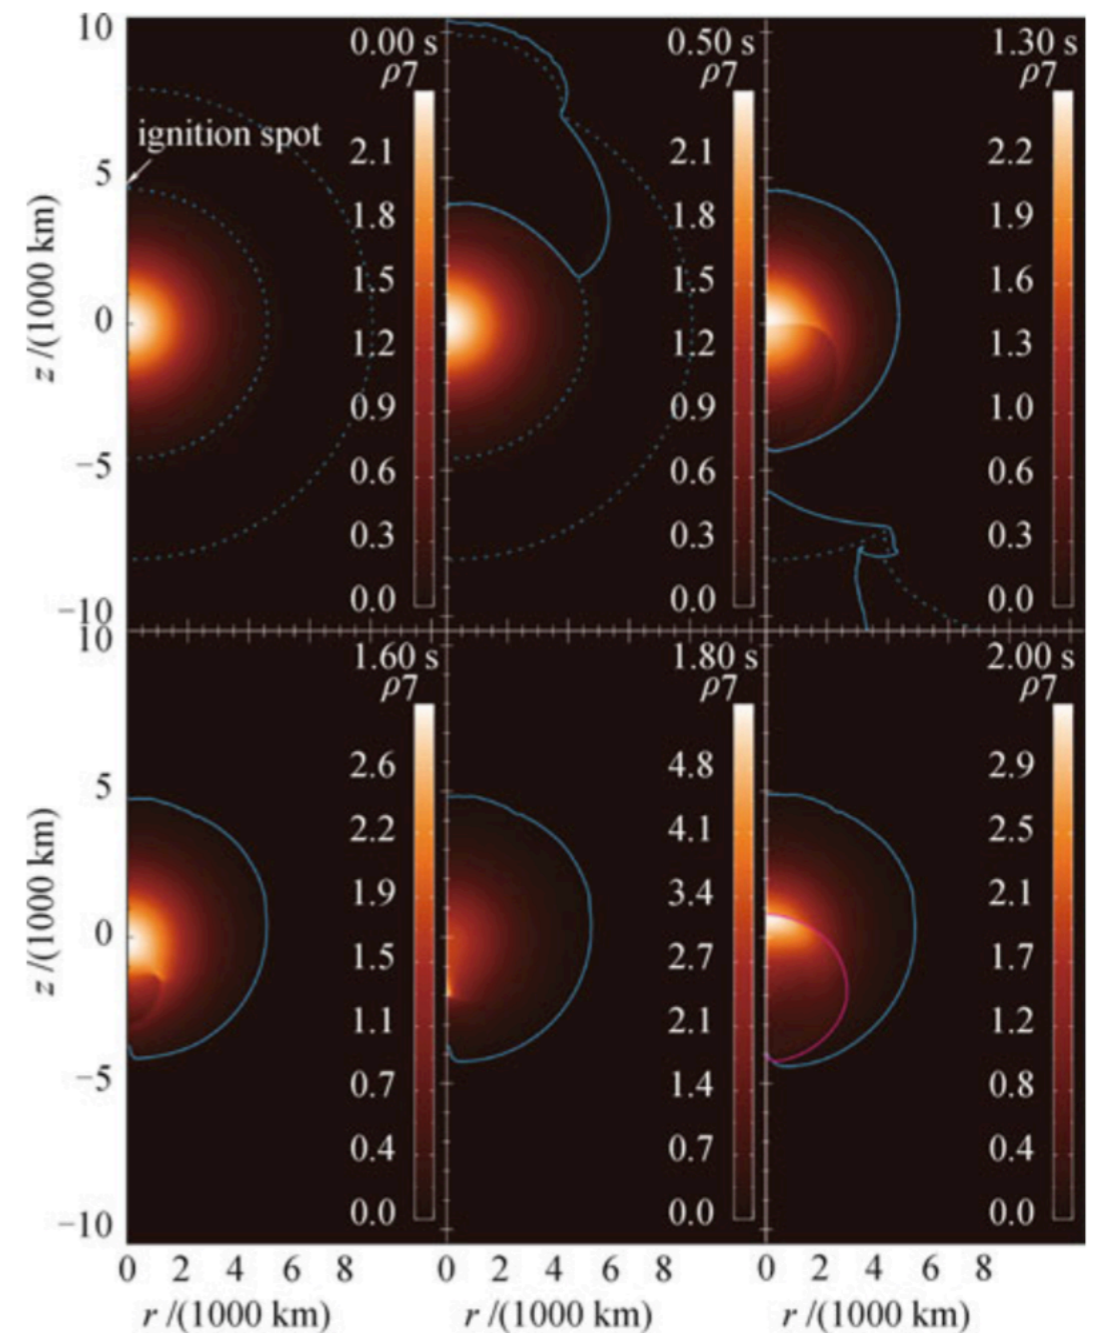 10
5
0
−5
−10
z /(1000 km)
ignition spot
0.00 s
ρ7
2.1
1.8
1.5
1.2
0.9
0.6
0.3
0.0
0.50 s
ρ7
2.1
1.8
1.5
1.2
0.9
0.6
0.3
0.0
1.30 s
ρ7
2.2
1.9
1.6
1.3
1.0
0.6
0.3
0.0
10
5
0
−5
−10
z /(1000 km)
1.60 s
ρ7
2.6
2.2
1.9
1.5
1.1
0.7
0.4
0.0
1.80 s
ρ7
4.8
4.1
3.4
2.7
2.1
1.4
0.7
0.0
2.00 s
ρ7
2.9
2.5
2.1
1.7
1.2
0.8
0.4
0.0
0 2 4 6 8
0 2 4 6 8
0 2 4 6 8
r /(1000 km)
r /(1000 km)
r /(1000 km)